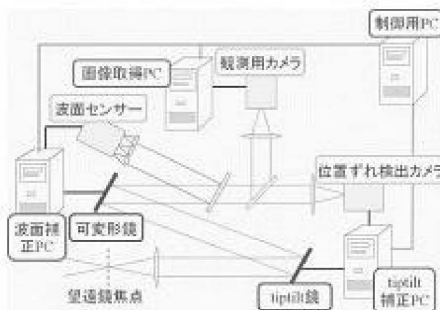 制御用PC
観測用カメラ
画像取得PC
波面センサー
位置ずれ検出カメラ
波面補
正PC
可変形鏡
望遠鏡焦点
tiptilt鏡
tiptilt
補正PC